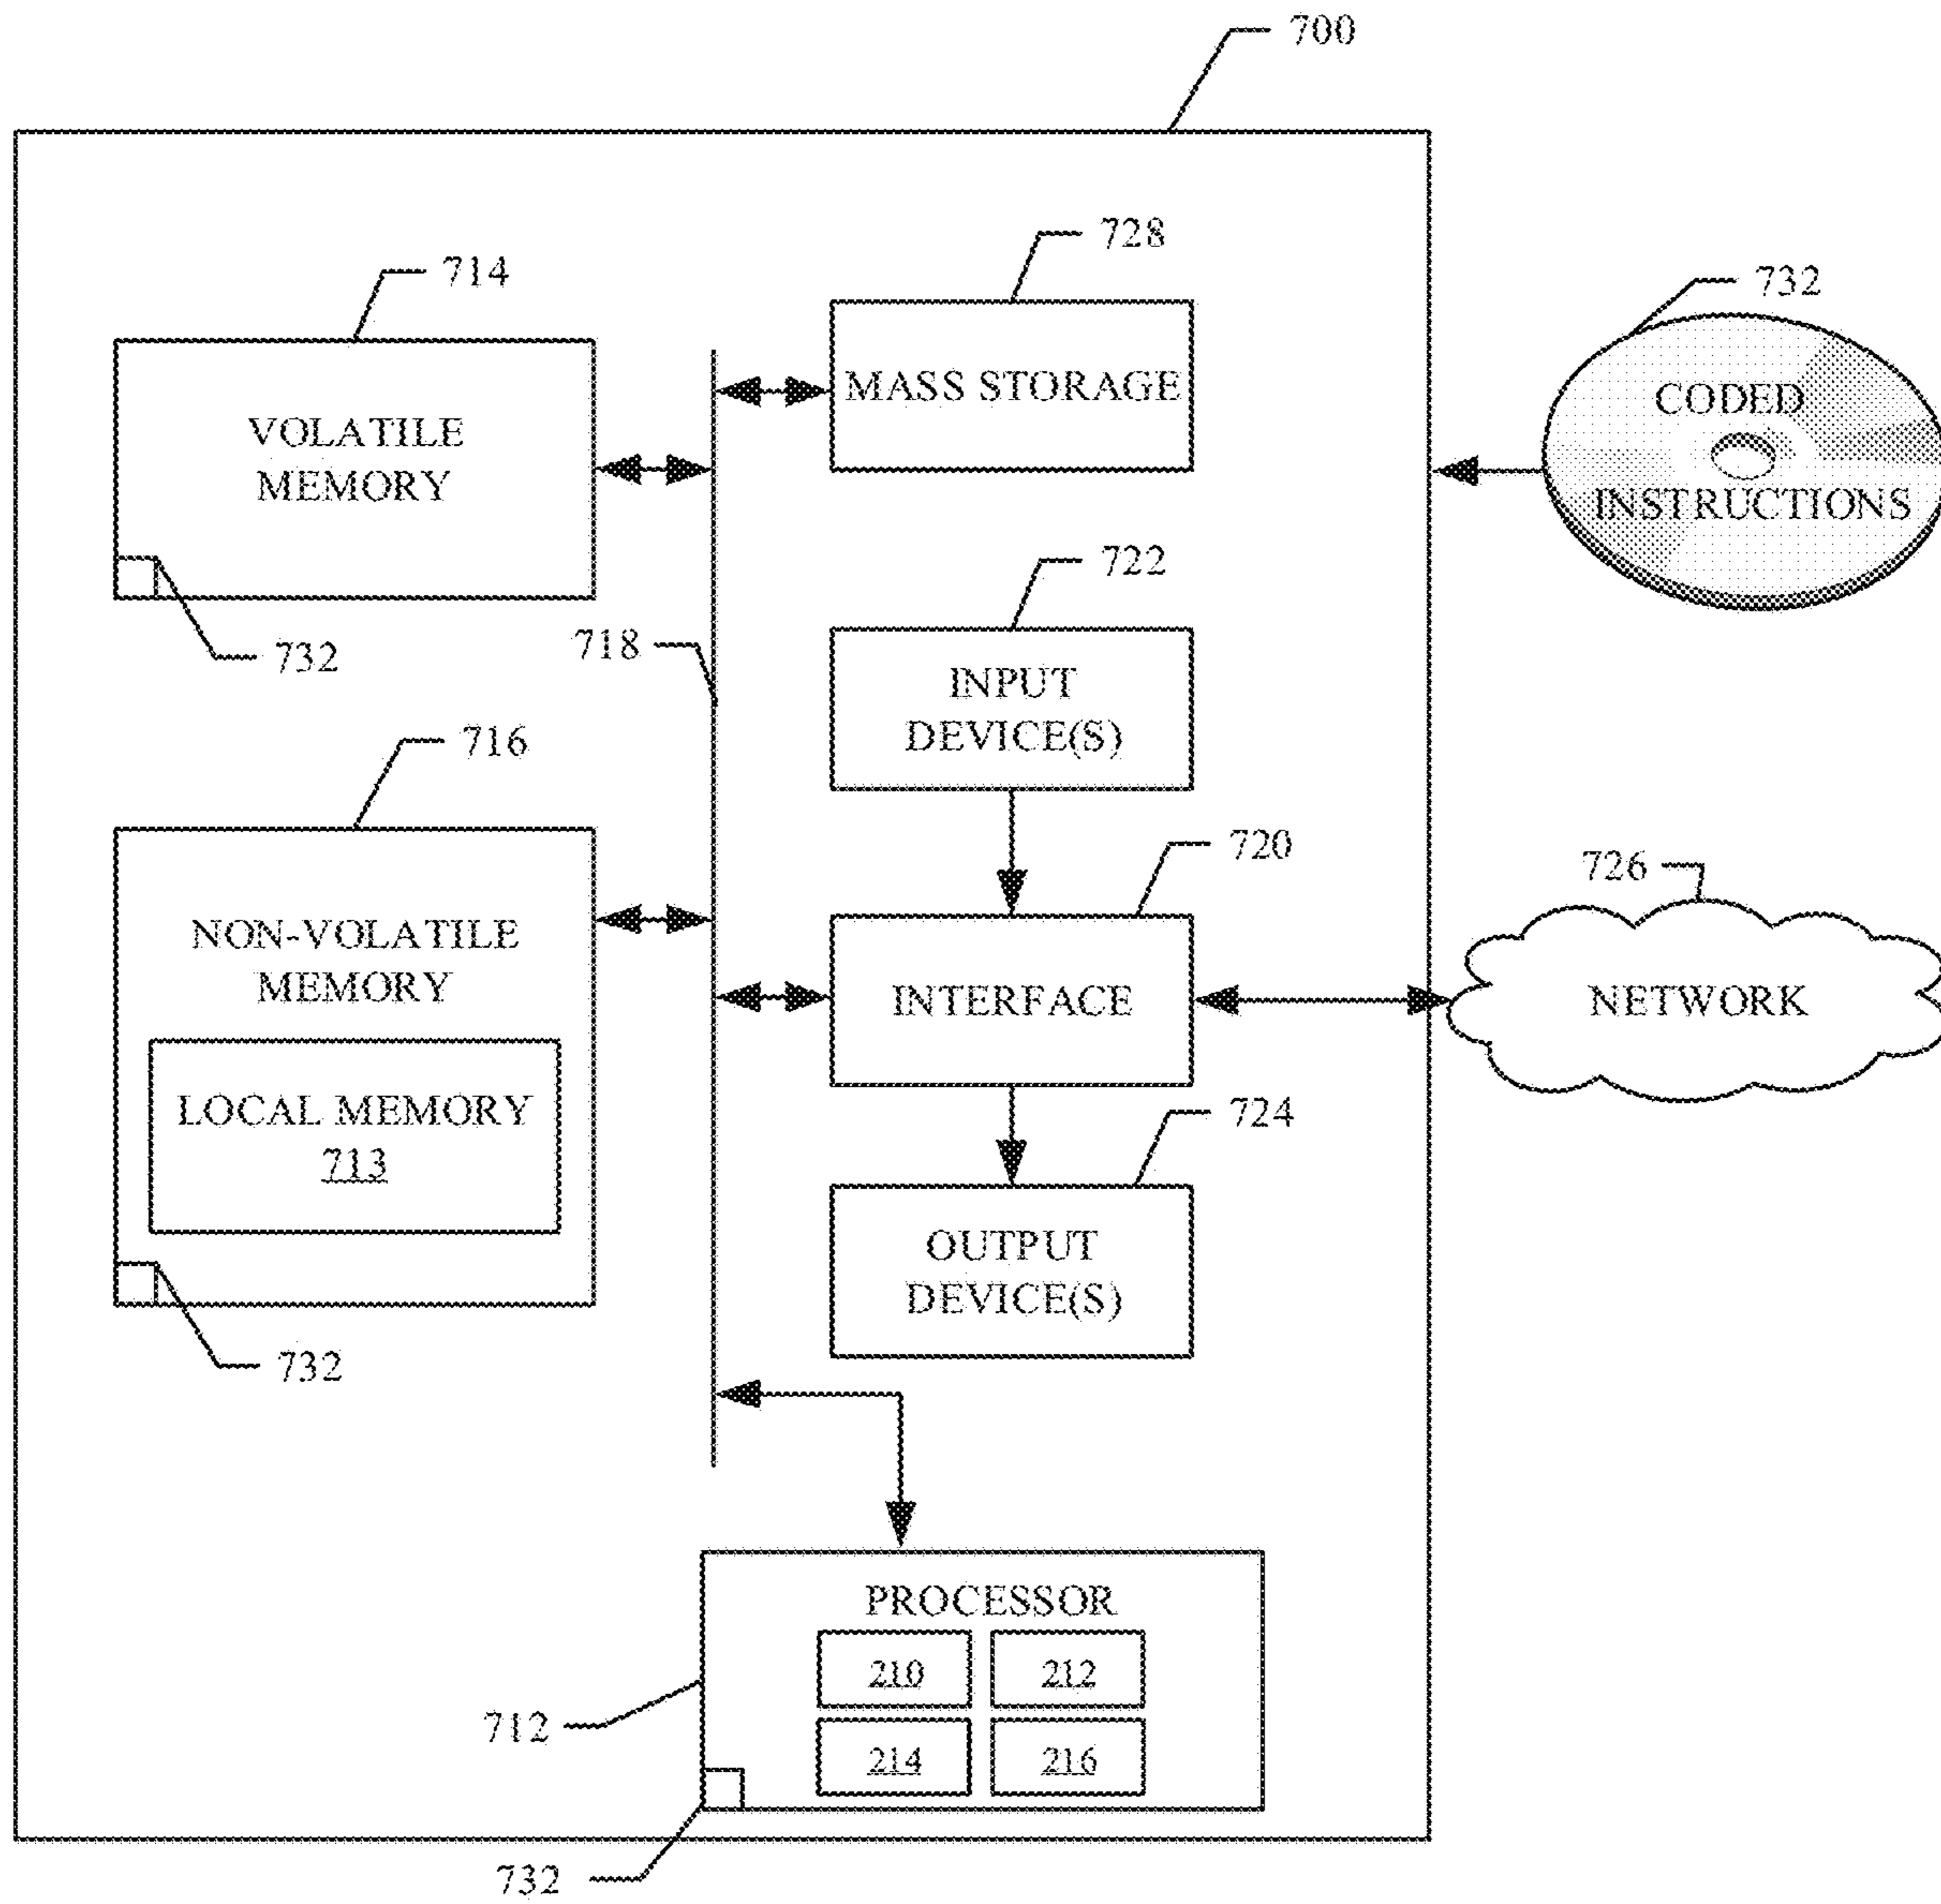 700
728
714
732
MASS STORAGE
VOLATILE
MEMORY
CODED
INSTRUCTIONS
722
732
718
INPUT
DEVICE(S)
716
720
726
NON-VOLATILE
MEMORY
INTERFACE
NETWORK
LOCAL MEMORY
713
724
OUTPUT
DEVICE(S)
732
PROCESSOR
210
212
712
214
216
732